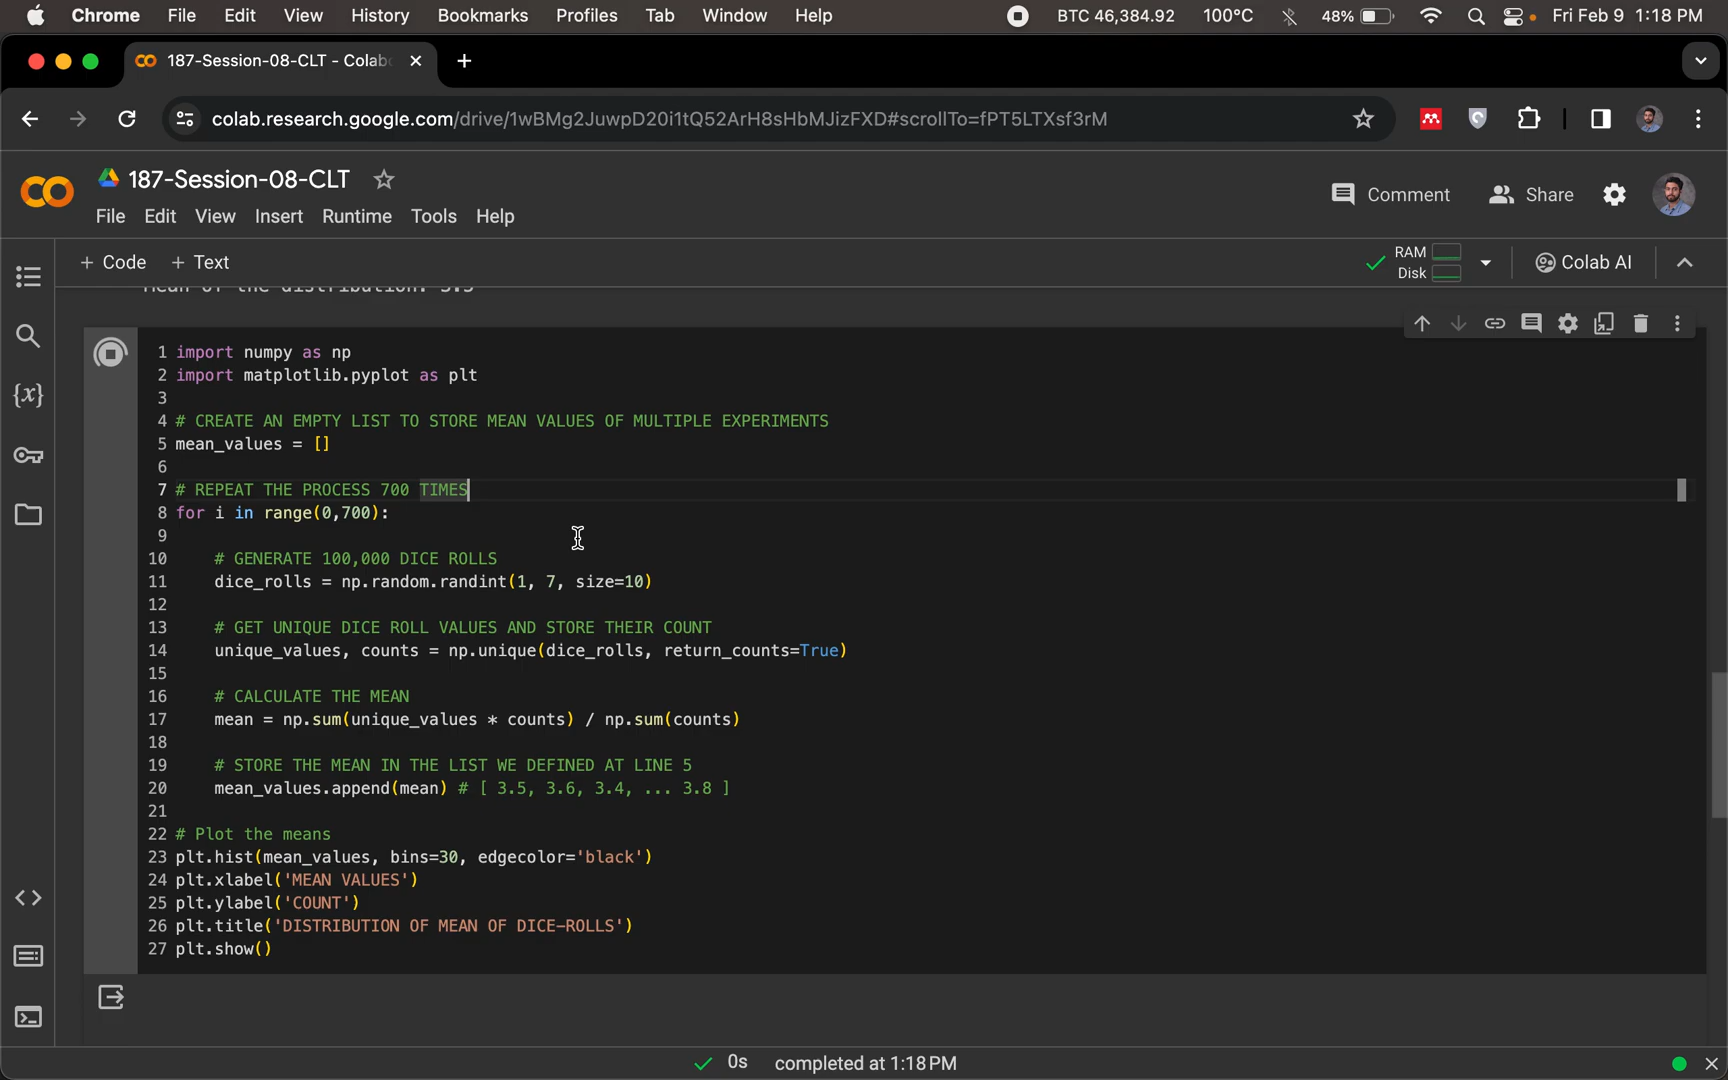 Chrome File Edit View History Bookmarks Profiles Tab Window Help BTC 46,384.92 100°C 48% Fri Feb 9 1:18 PM
187-Session-08-CLT - Colab
colab.research.google.com/drive/1wBMg2JuwpD20i1tQ52ArH8sHbMJizFXD#scrollTo=fPT5LTXsf3rM
187-Session-08-CLT
Comment Share
File Edit View Insert Runtime Tools Help
+ Code + Text RAM Disk Colab AI
mean of the distribution: 3.5
1 import numpy as np
2 import matplotlib.pyplot as plt
3
4 # CREATE AN EMPTY LIST TO STORE MEAN VALUES OF MULTIPLE EXPERIMENTS
5 mean_values = []
6
7 # REPEAT THE PROCESS 700 TIMES
8 for i in range(0,700):
9
10 # GENERATE 100,000 DICE ROLLS
11 dice_rolls = np.random.randint(1, 7, size=10)
12
13 # GET UNIQUE DICE ROLL VALUES AND STORE THEIR COUNT
14 unique_values, counts = np.unique(dice_rolls, return_counts=True)
15
16 # CALCULATE THE MEAN
17 mean = np.sum(unique_values * counts) / np.sum(counts)
18
19 # STORE THE MEAN IN THE LIST WE DEFINED AT LINE 5
20 mean_values.append(mean) # [ 3.5, 3.6, 3.4, ... 3.8 ]
21
22 # Plot the means
23 plt.hist(mean_values, bins=30, edgecolor='black')
24 plt.xlabel('MEAN VALUES')
25 plt.ylabel('COUNT')
26 plt.title('DISTRIBUTION OF MEAN OF DICE-ROLLS')
27 plt.show()
0s completed at 1:18 PM